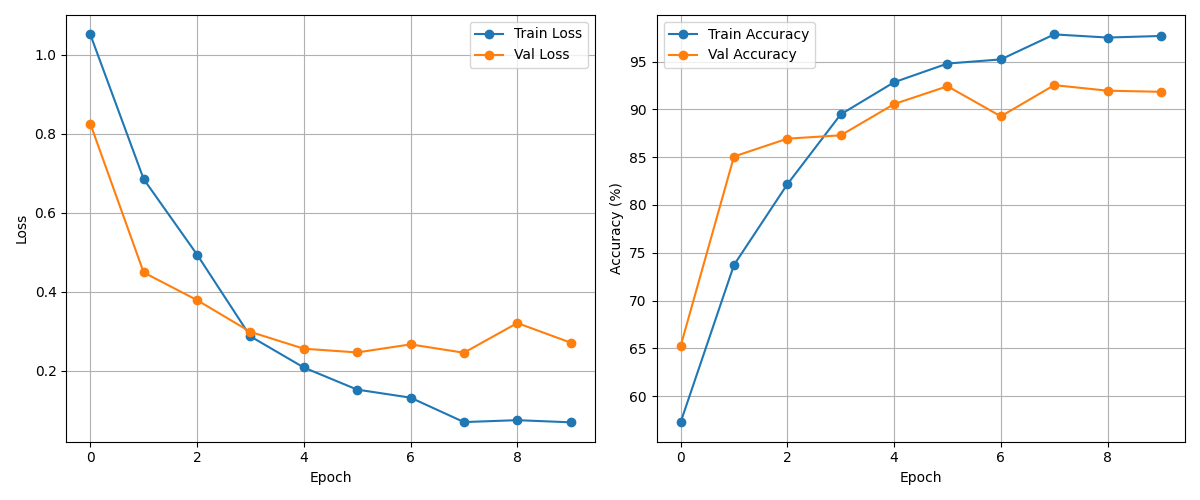 Train Loss
Val Loss
1.0
0.8
0.6
0.4
0.2
Loss
0 2 4 6 8
Epoch
Train Accuracy
Val Accuracy
95
90
85
80
75
70
65
60
Accuracy (%)
0 2 4 6 8
Epoch